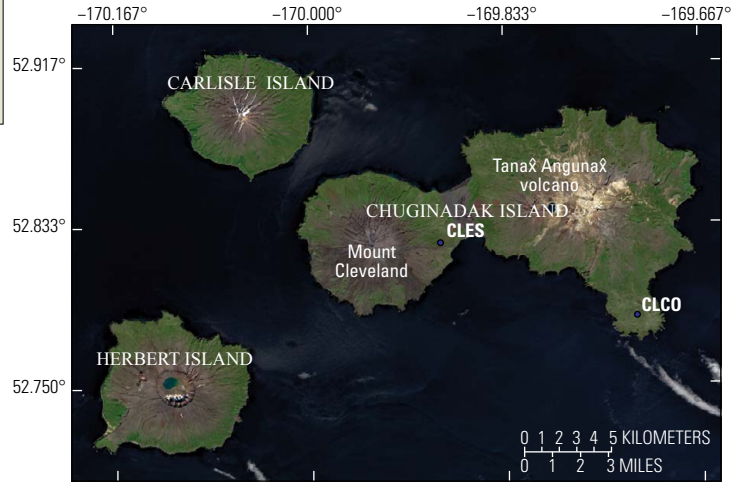 −170.167° −170.000° −169.833° −169.667°
52.917°
CARLISLE ISLAND
Tanax̂ Angunax̂
volcano
CHUGINADAK ISLAND
52.833°
CLES
Mount
Cleveland
CLCO
HERBERT ISLAND
52.750°
0 1 2 3 4 5 KILOMETERS
0 1 2 3 MILES